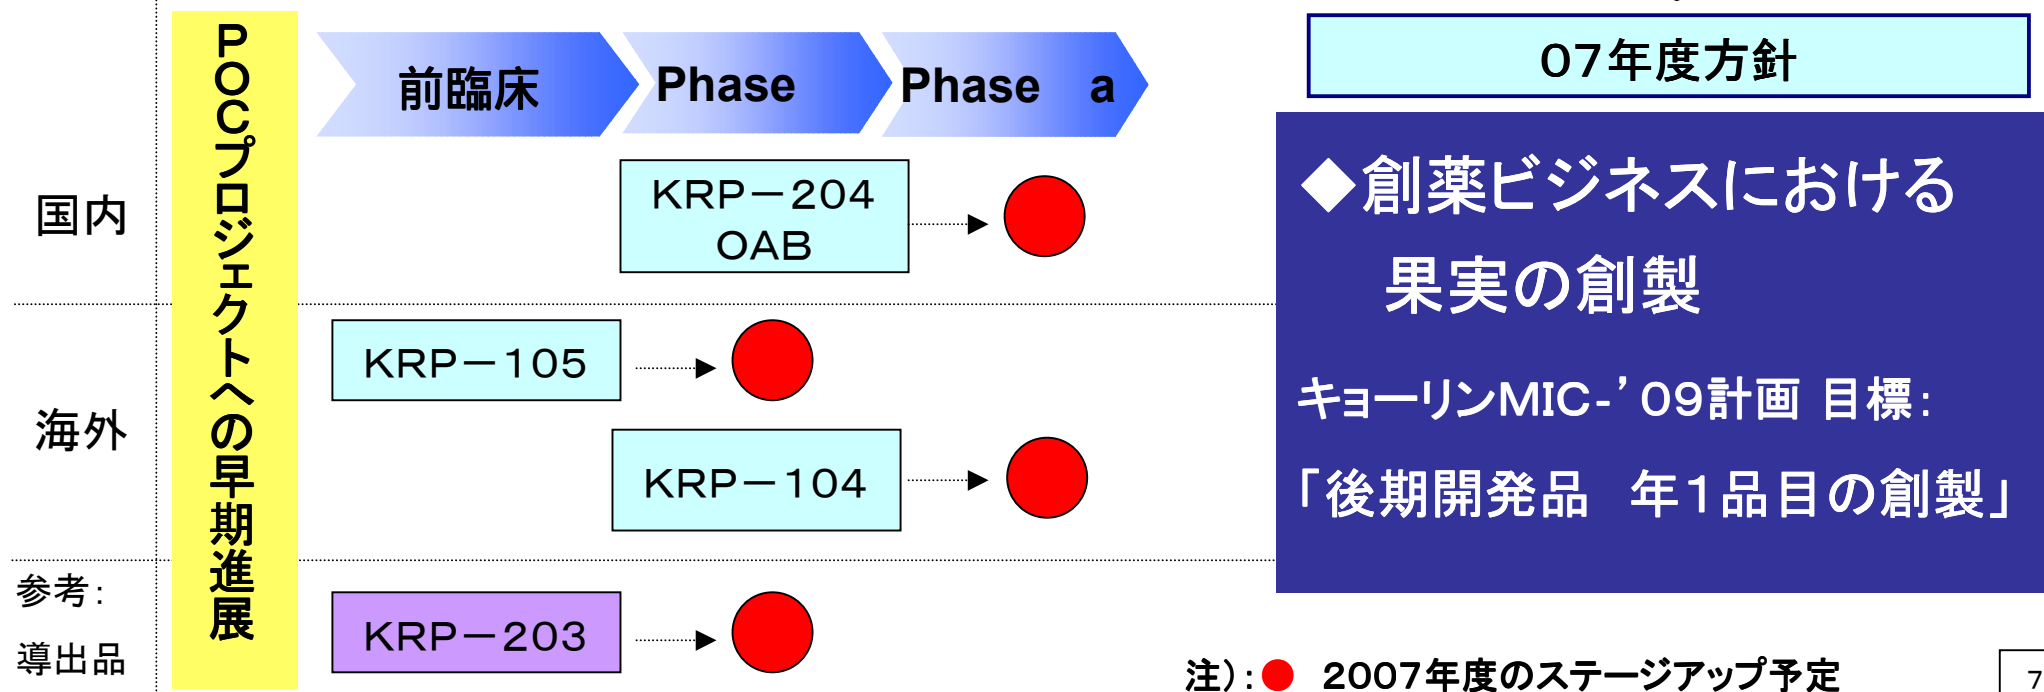 POCプロジェクトへの早期進展
前臨床
Phase
Phase a
国内
KRP－204
OAB
海外
KRP－105
KRP－104
参考：
導出品
KRP－203
07年度方針
◆創薬ビジネスにおける
果実の創製
キョーリンMIC-’09計画 目標：
「後期開発品　年1品目の創製」
注）：● 2007年度のステージアップ予定
7